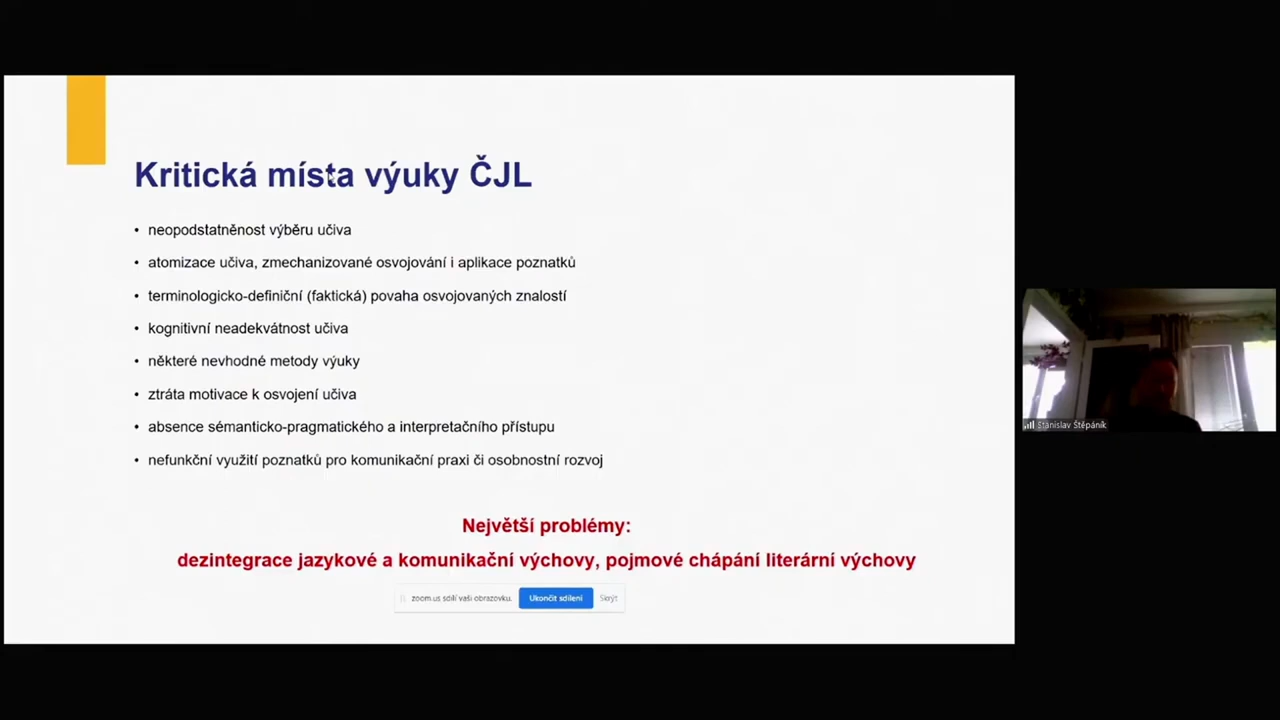 Kritická místa výuky ČJL
• neopodstatněnost výběru učiva
• atomizace učiva, zmechanizované osvojování i aplikace poznatků
• terminologicko-definiční (faktická) povaha osvojovaných znalostí
• kognitivní neadekvátnost učiva
• některé nevhodné metody výuky
• ztráta motivace k osvojení učiva
• absence sémanticko-pragmatického a interpretačního přístupu
• nefunkční využití poznatků pro komunikační praxi či osobnostní rozvoj
Největší problémy:
dezintegrace jazykové a komunikační výchovy, pojmové chápání literární výchovy
zoom.us sdílí vaši obrazovku. Ukončit sdílení Skrýt
Stanislav Štěpáník